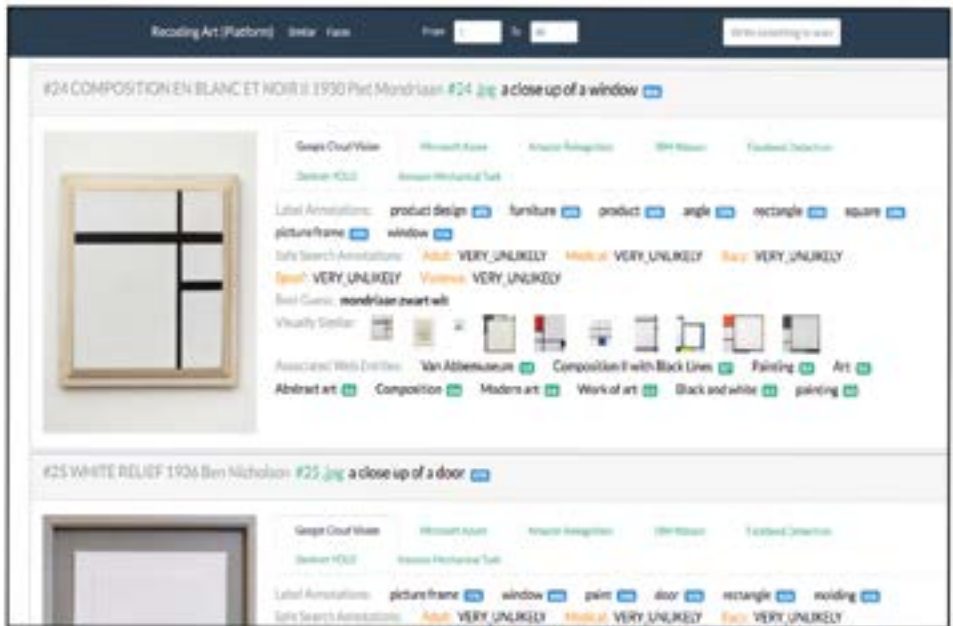 Recoding Art (Platform) Similar Faces From To
#24 COMPOSITION EN BLANC ET NOIR II 1930 Piet Mondriaan #24 .jpg a close up of a window
Google Cloud Vision Microsoft Azure Amazon Rekognition IBM Watson Facebook Detectron
Darknet YOLO Amazon Mechanical Turk
Label Annotations: product design furniture product angle rectangle square
picture frame window
Safe Search Annotations: Adult: VERY_UNLIKELY Medical: VERY_UNLIKELY Racy: VERY_UNLIKELY
Spoof: VERY_UNLIKELY Violence: VERY_UNLIKELY
Best Guess: mondriaan zwart wit
Visually Similar:
Associated Web Entities: Van Abbemuseum Composition II with Black Lines Painting Art
Abstract art Composition Modern art Work of art Black and white painting
#25 WHITE RELIEF 1936 Ben Nicholson #25 .jpg a close up of a door
Google Cloud Vision Microsoft Azure Amazon Rekognition IBM Watson Facebook Detectron
Darknet YOLO Amazon Mechanical Turk
Label Annotations: picture frame window paint door rectangle molding
Safe Search Annotations: Adult: VERY_UNLIKELY Medical: VERY_UNLIKELY Racy: VERY_UNLIKELY